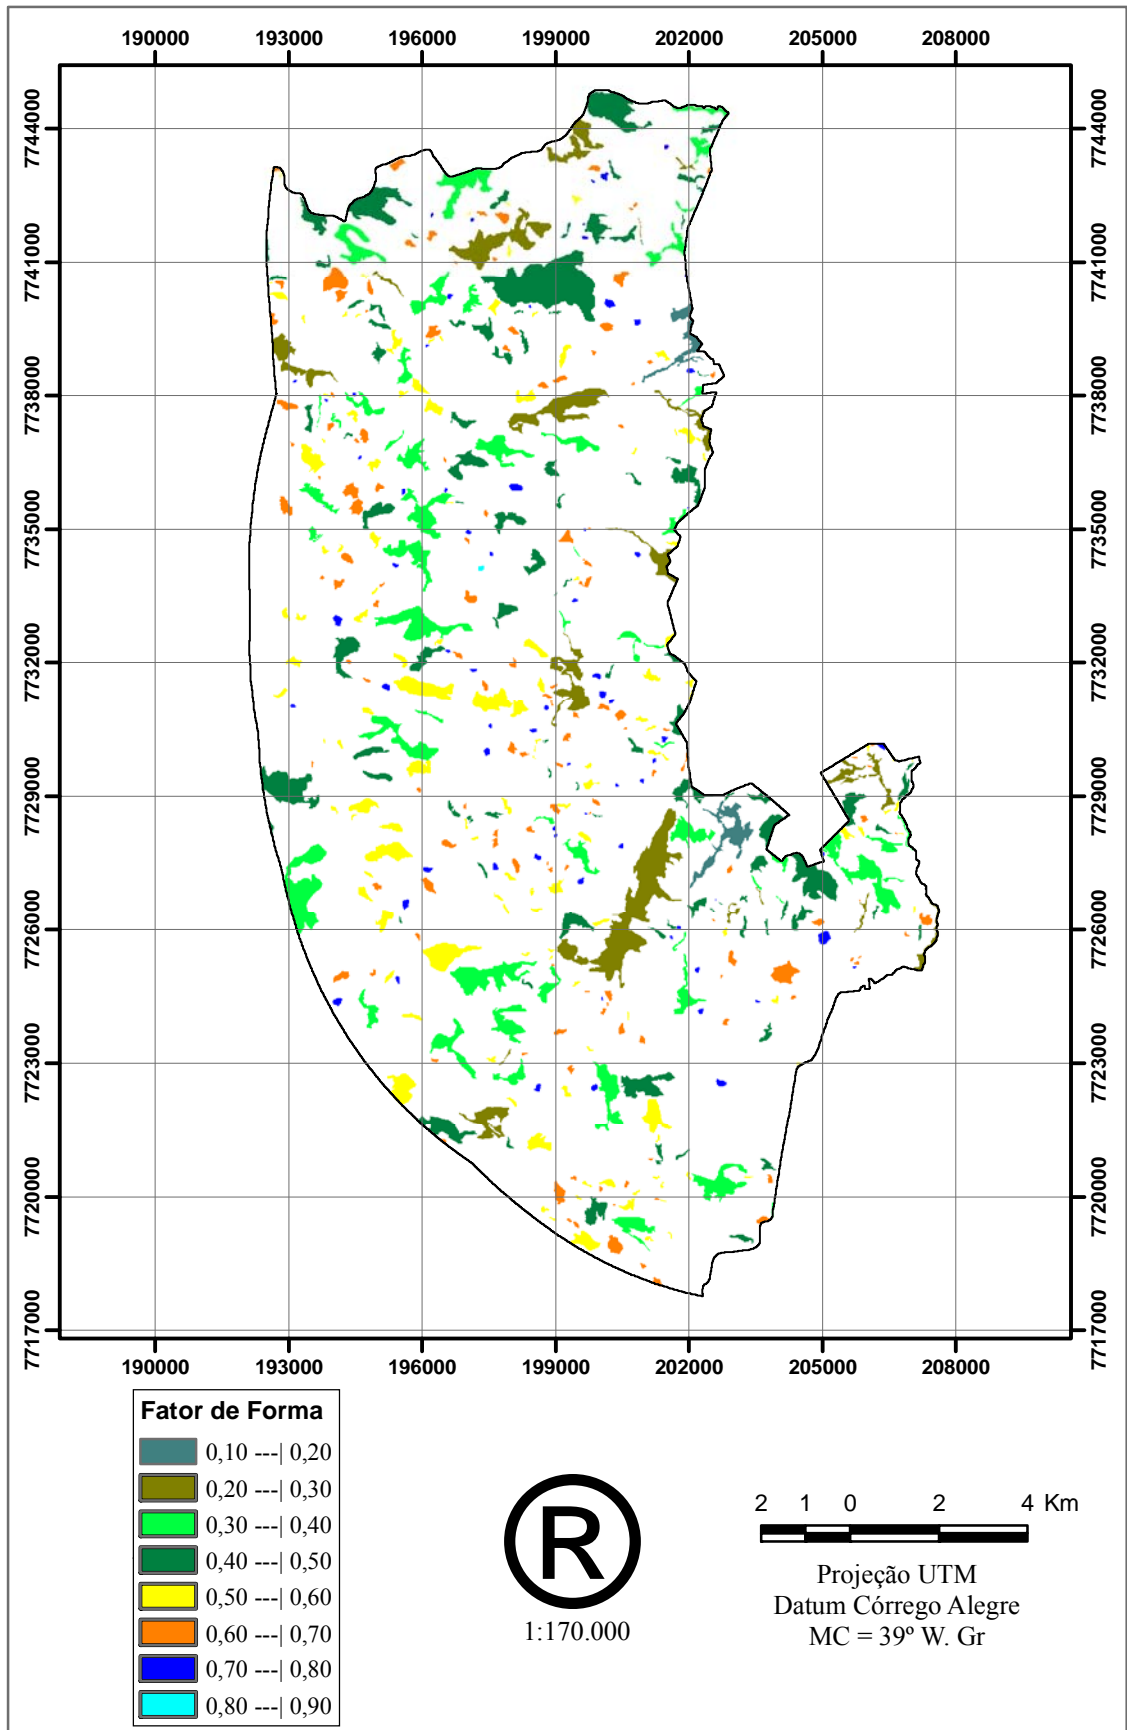 190000 193000 196000 199000 202000 205000 208000
7744000 7744000
7741000 7741000
7738000 7738000
7735000 7735000
7732000 7732000
7729000 7729000
7726000 7726000
7723000 7723000
7720000 7720000
7717000 7717000
190000 193000 196000 199000 202000 205000 208000
Fator de Forma
0,10 ---| 0,20
0,20 ---| 0,30
0,30 ---| 0,40
0,40 ---| 0,50
0,50 ---| 0,60
0,60 ---| 0,70
0,70 ---| 0,80
0,80 ---| 0,90
R
1:170.000
2 1 0 2 4 Km
Projeção UTM
Datum Córrego Alegre
MC = 39º W. Gr